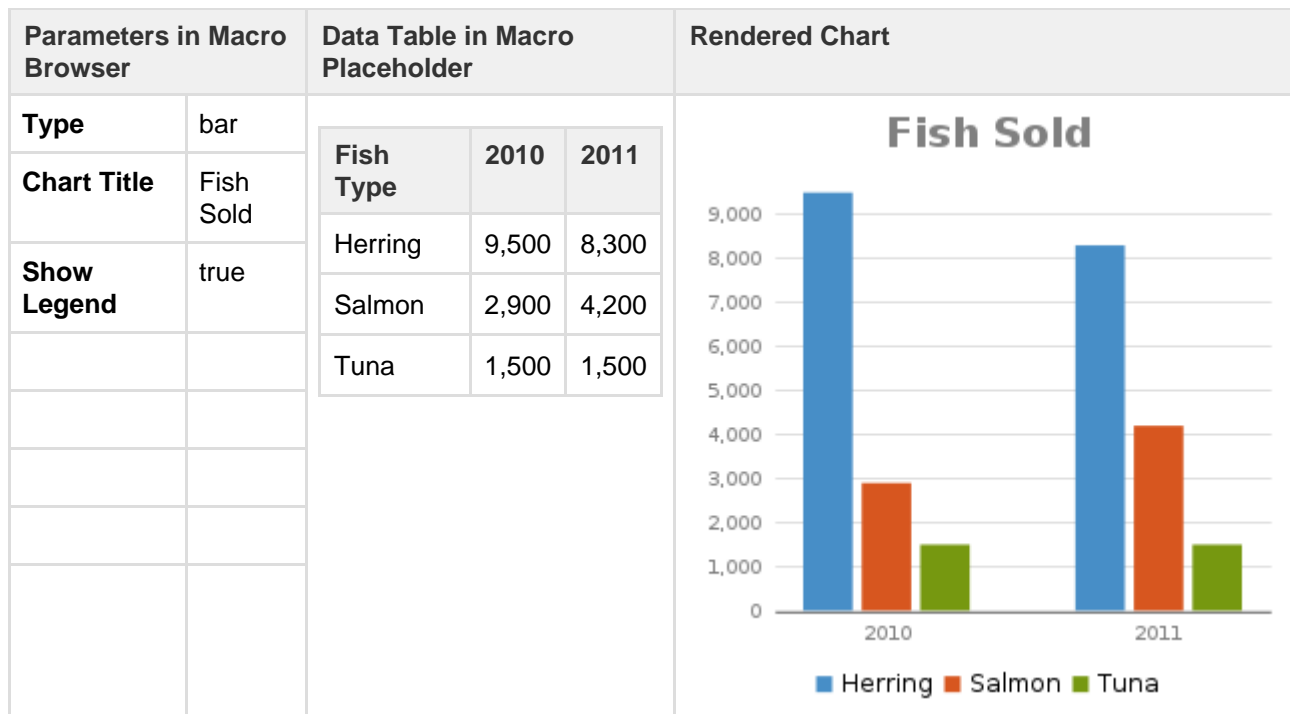 Parameters in Macro
Browser
Data Table in Macro
Placeholder
Rendered Chart
Type
bar
Chart Title
Fish
Sold
Show
Legend
true
Fish
Type
2010
2011
Herring
9,500
8,300
Salmon
2,900
4,200
Tuna
1,500
1,500
Fish Sold
9,000
8,000
7,000
6,000
5,000
4,000
3,000
2,000
1,000
0
2010
2011
Herring
Salmon
Tuna